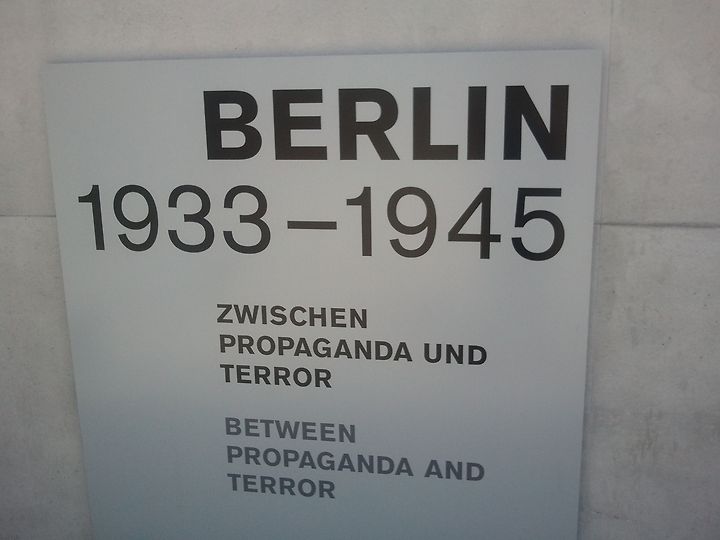 BERLIN
1933–1945
ZWISCHEN
PROPAGANDA UND
TERROR
BETWEEN
PROPAGANDA AND
TERROR